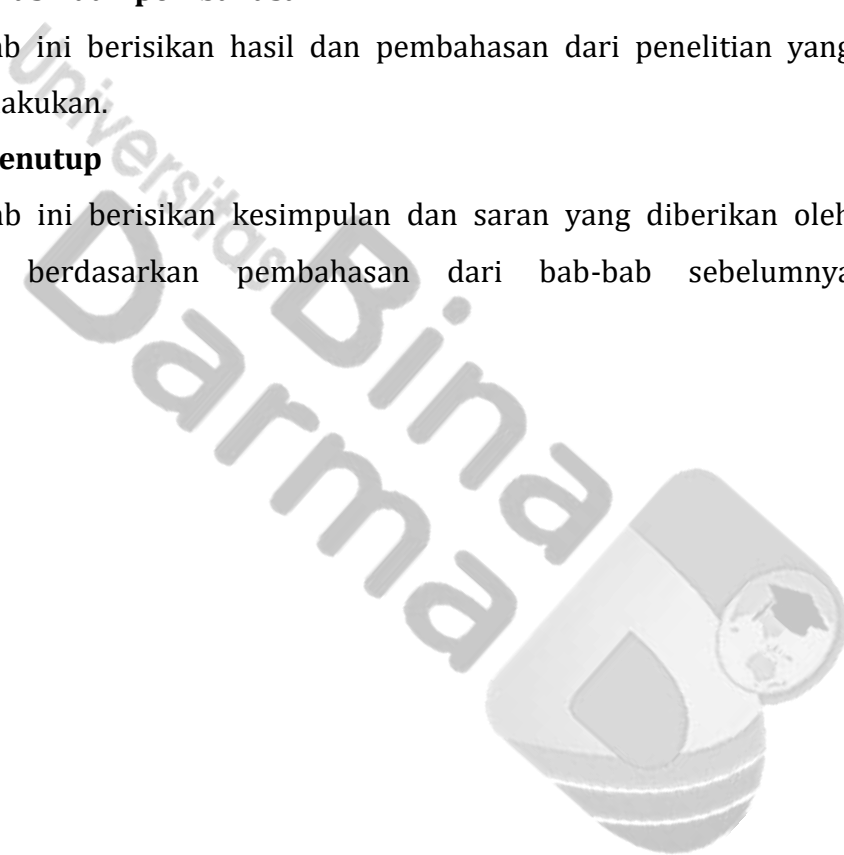 ab ini berisikan hasil dan pembahasan dari penelitian yang
akukan.
enutup
ab ini berisikan kesimpulan dan saran yang diberikan oleh
berdasarkan pembahasan dari bab-bab sebelumnya
Universitas
Bina
Darma